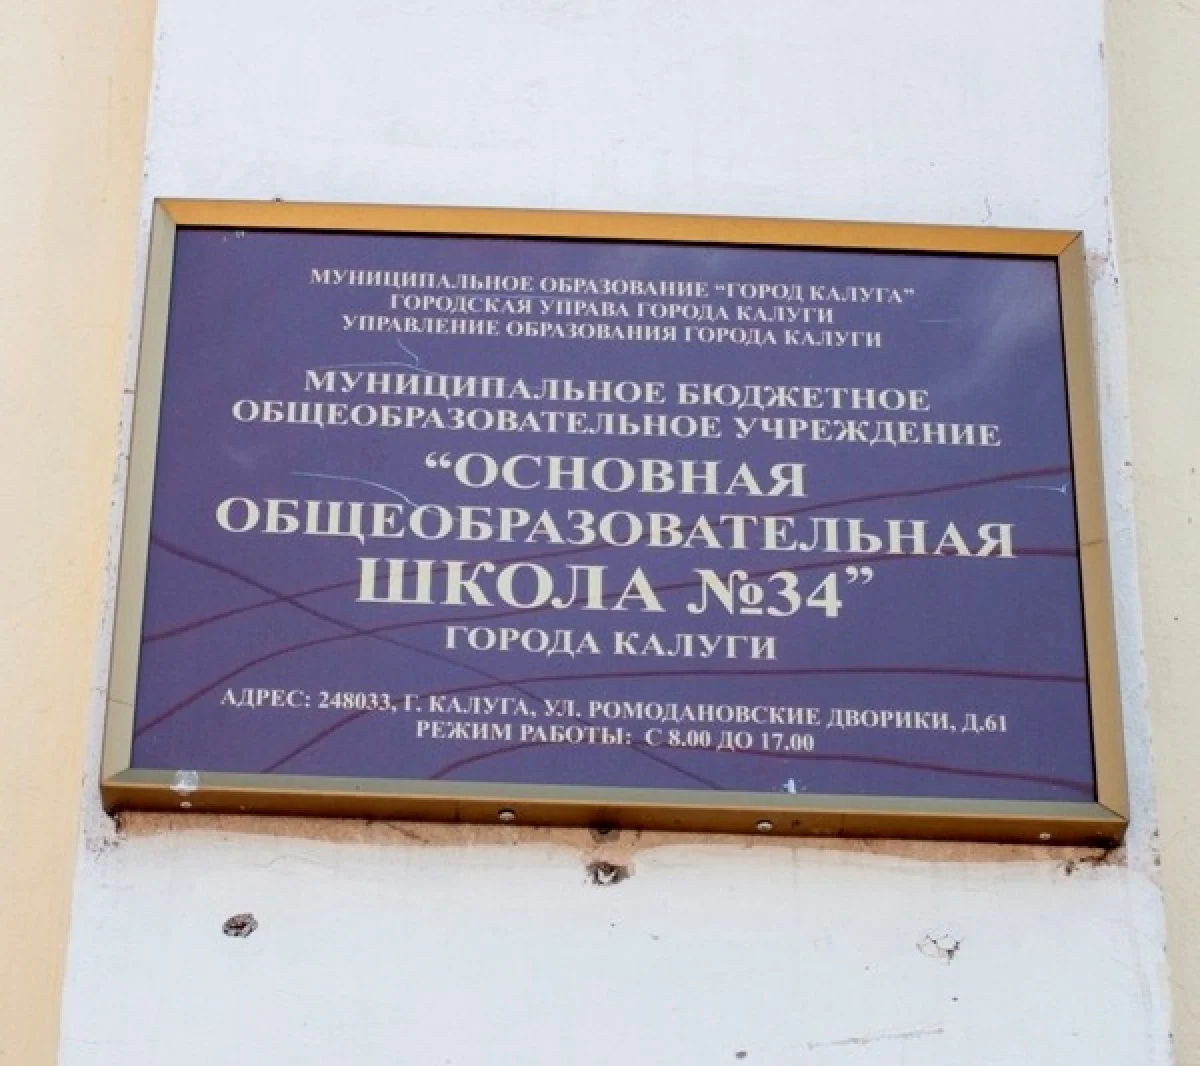 МУНИЦИПАЛЬНОЕ ОБРАЗОВАНИЕ “ГОРОД КАЛУГА”
ГОРОДСКАЯ УПРАВА ГОРОДА КАЛУГИ
УПРАВЛЕНИЕ ОБРАЗОВАНИЯ ГОРОДА КАЛУГИ
МУНИЦИПАЛЬНОЕ БЮДЖЕТНОЕ
ОБЩЕОБРАЗОВАТЕЛЬНОЕ УЧРЕЖДЕНИЕ
“ОСНОВНАЯ
ОБЩЕОБРАЗОВАТЕЛЬНАЯ
ШКОЛА №34”
ГОРОДА КАЛУГИ
АДРЕС: 248033, Г. КАЛУГА, УЛ. РОМОДАНОВСКИЕ ДВОРИКИ, Д.61
РЕЖИМ РАБОТЫ: С 8.00 ДО 17.00